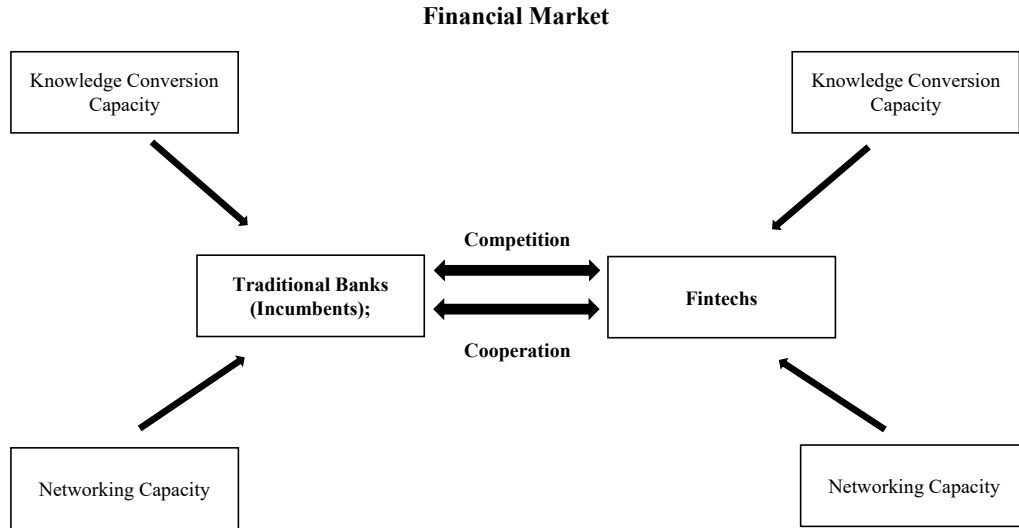 Financial Market
Knowledge Conversion
Capacity
Knowledge Conversion
Capacity
Competition
Traditional Banks
(Incumbents);
Fintechs
Cooperation
Networking Capacity
Networking Capacity